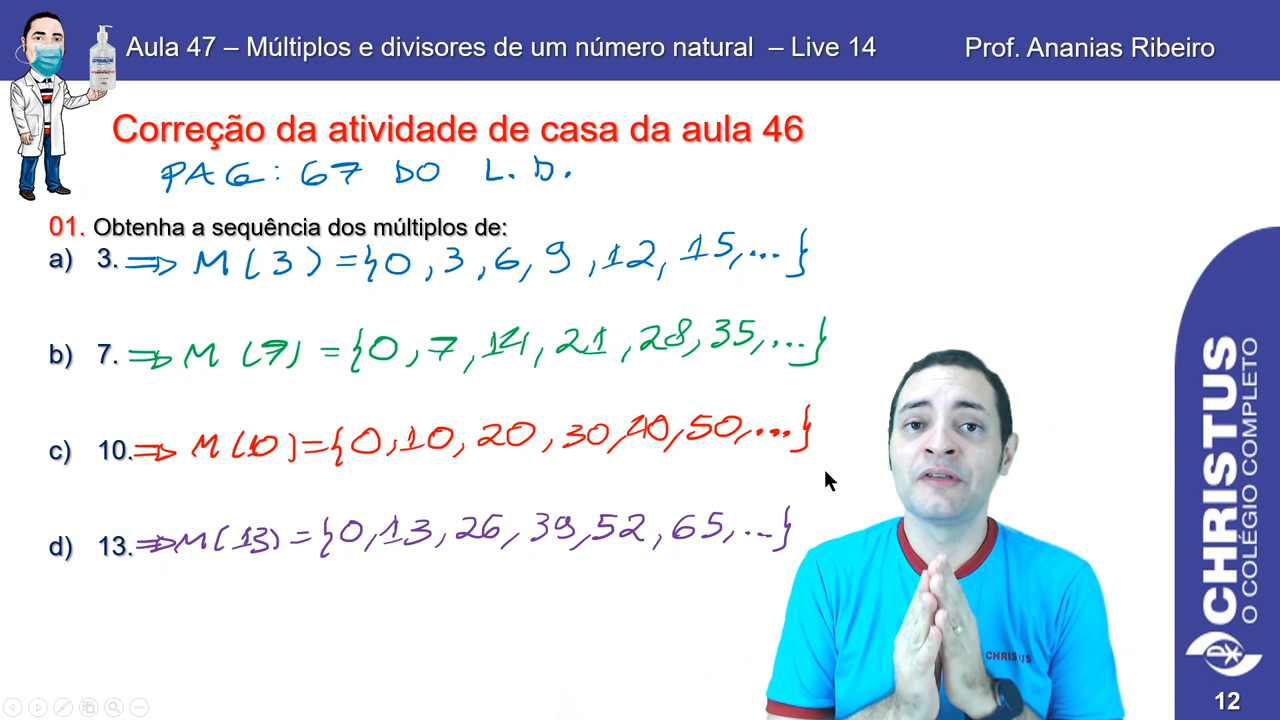 Aula 47 – Múltiplos e divisores de um número natural – Live 14
Prof. Ananias Ribeiro
Correção da atividade de casa da aula 46
PAG: 67 DO L.D.
01. Obtenha a sequência dos múltiplos de:
a) 3. ⇒ M(3) = {0, 3, 6, 9, 12, 15, ...}
b) 7. ⇒ M(7) = {0, 7, 14, 21, 28, 35, ...}
c) 10. ⇒ M(10) = {0, 10, 20, 30, 40, 50, ...}
d) 13. ⇒ M(13) = {0, 13, 26, 39, 52, 65, ...}
CHRISTUS
CHRISTUS
O COLÉGIO COMPLETO
12